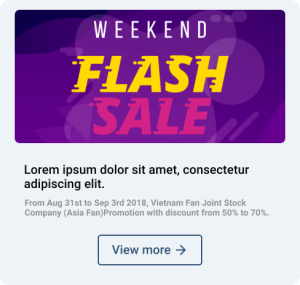 WEEKEND
FLASH
SALE
Lorem ipsum dolor sit amet, consectetur
adipiscing elit.
From Aug 31st to Sep 3rd 2018, Vietnam Fan Joint Stock
Company (Asia Fan)Promotion with discount from 50% to 70%.
View more →